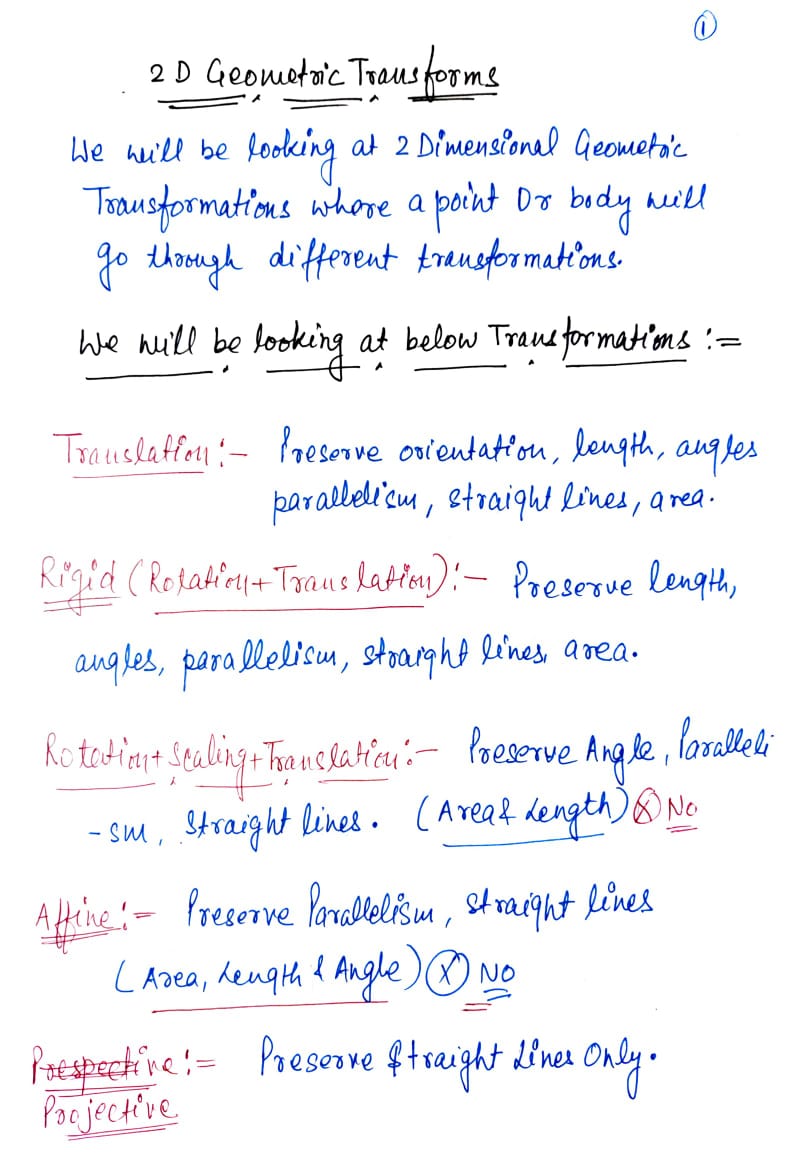 ①
2 D Geometric Transforms
We will be looking at 2 Dimensional Geometric
Transformations where a point Or body will
go through different transformations.
We will be looking at below Transformations :=
Translation :- Preserve orientation, length, angles
parallelism, straight lines, area.
Rigid (Rotation + Translation) :- Preserve length,
angles, parallelism, straight lines, area.
Rotation + Scaling + Translation :- Preserve Angle, Paralleli
- sm, Straight lines. (Area & Length) ⓧ No
Affine := Preserve Parallelism, straight lines
(Area, Length & Angle) ⓧ NO
Prespective := Preserve Straight Lines Only.
Projective